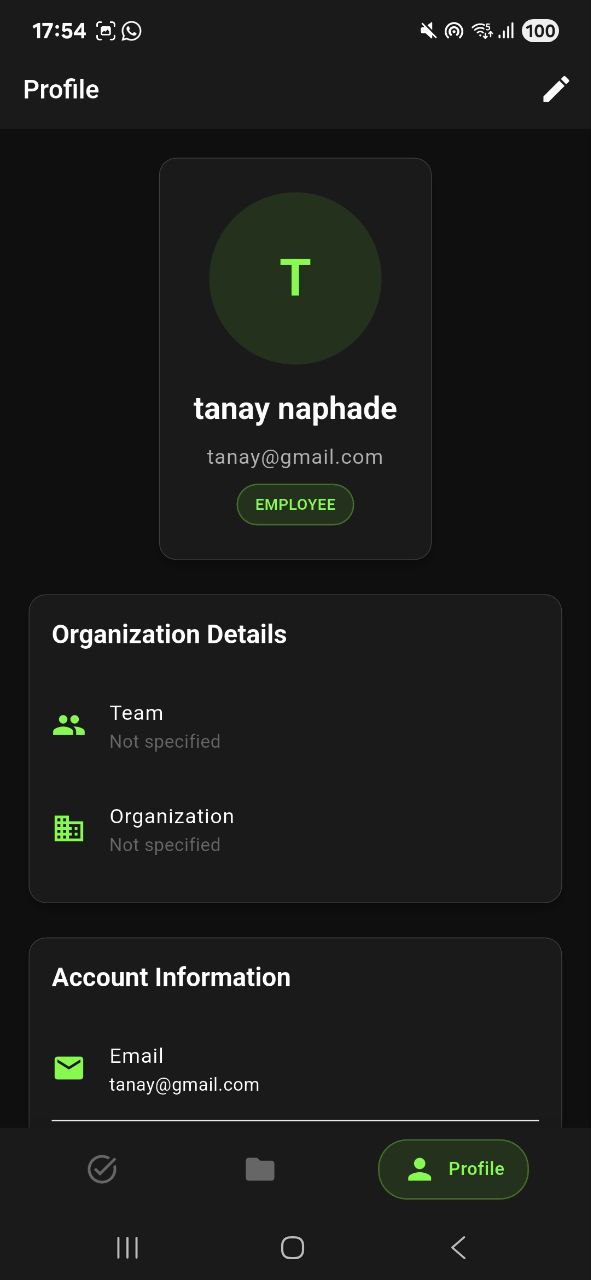 17:54
100
Profile
T
tanay naphade
tanay@gmail.com
EMPLOYEE
Organization Details
Team
Not specified
Organization
Not specified
Account Information
Email
tanay@gmail.com
Profile